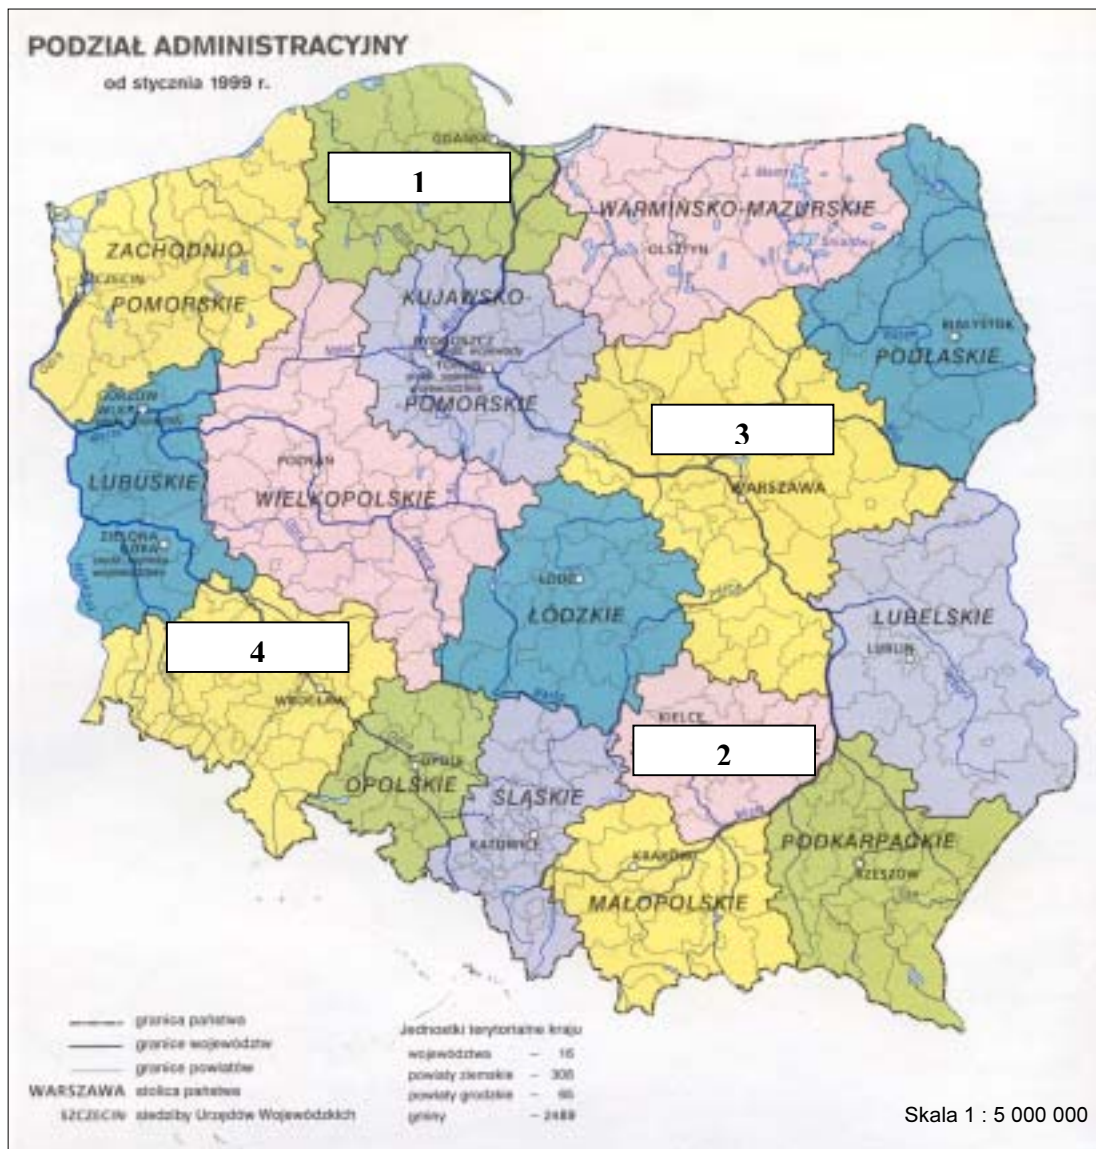 PODZIAŁ ADMINISTRACYJNY
od stycznia 1999 r.
GDAŃSK
1
J. Mamry
WARMIŃSKO-MAZURSKIE
OLSZTYN
Śniardwy
ZACHODNIO-
SZCZECIN
POMORSKIE
KUJAWSKO-
BYDGOSZCZ
TORUŃ
POMORSKIE
BIAŁYSTOK
PODLASKIE
GORZÓW
WLKP.
3
LUBUSKIE
POZNAŃ
WIELKOPOLSKIE
WARSZAWA
ZIELONA
GÓRA
ŁÓDŹ
ŁÓDZKIE
LUBELSKIE
LUBLIN
4
WROCŁAW
KIELCE
2
OPOLE
OPOLSKIE
ŚLĄSKIE
KATOWICE
PODKARPACKIE
KRAKÓW
RZESZÓW
MAŁOPOLSKIE
granica państwa
granice województw
granice powiatów
WARSZAWA stolica państwa
SZCZECIN siedziby Urzędów Wojewódzkich
Jednostki terytorialne kraju
województwa – 16
powiaty ziemskie – 308
powiaty grodzkie – 65
gminy – 2489
Skala 1 : 5 000 000